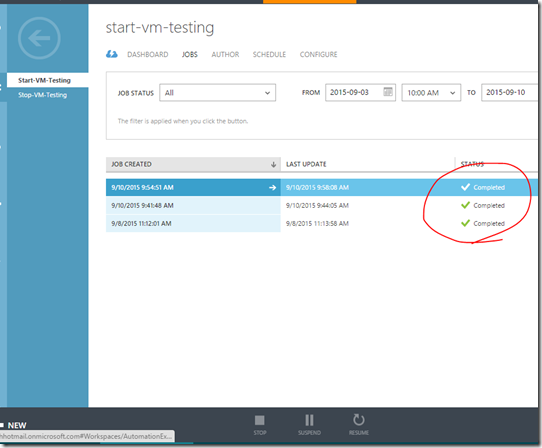 start-vm-testing
DASHBOARD JOBS AUTHOR SCHEDULE CONFIGURE
Start-VM-Testing
Stop-VM-Testing
JOB STATUS All FROM 2015-09-03 10:00 AM TO 2015-09-10
The filter is applied when you click the button.
JOB CREATED LAST UPDATE STATUS
9/10/2015 9:54:51 AM 9/10/2015 9:58:08 AM Completed
9/10/2015 9:41:48 AM 9/10/2015 9:44:05 AM Completed
9/8/2015 11:12:01 AM 9/8/2015 11:13:58 AM Completed
NEW
STOP SUSPEND RESUME
hhotmail.onmicrosoft.com#Workspaces/AutomationEx...